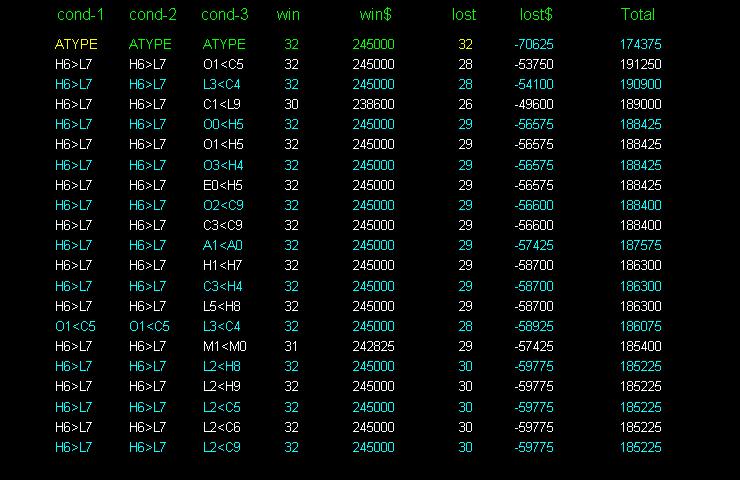 cond-1 cond-2 cond-3 win win$ lost lost$ Total
ATYPE ATYPE ATYPE 32 245000 32 -70625 174375
H6>L7 H6>L7 O1<C5 32 245000 28 -53750 191250
H6>L7 H6>L7 L3<C4 32 245000 28 -54100 190900
H6>L7 H6>L7 C1<L9 30 238600 26 -49600 189000
H6>L7 H6>L7 O0<H5 32 245000 29 -56575 188425
H6>L7 H6>L7 O1<H5 32 245000 29 -56575 188425
H6>L7 H6>L7 O3<H4 32 245000 29 -56575 188425
H6>L7 H6>L7 E0<H5 32 245000 29 -56575 188425
H6>L7 H6>L7 O2<C9 32 245000 29 -56600 188400
H6>L7 H6>L7 C3<C9 32 245000 29 -56600 188400
H6>L7 H6>L7 A1<A0 32 245000 29 -57425 187575
H6>L7 H6>L7 H1<H7 32 245000 29 -58700 186300
H6>L7 H6>L7 C3<H4 32 245000 29 -58700 186300
H6>L7 H6>L7 L5<H8 32 245000 29 -58700 186300
O1<C5 O1<C5 L3<C4 32 245000 28 -58925 186075
H6>L7 H6>L7 M1<M0 31 242825 29 -57425 185400
H6>L7 H6>L7 L2<H8 32 245000 30 -59775 185225
H6>L7 H6>L7 L2<H9 32 245000 30 -59775 185225
H6>L7 H6>L7 L2<C5 32 245000 30 -59775 185225
H6>L7 H6>L7 L2<C6 32 245000 30 -59775 185225
H6>L7 H6>L7 L2<C9 32 245000 30 -59775 185225